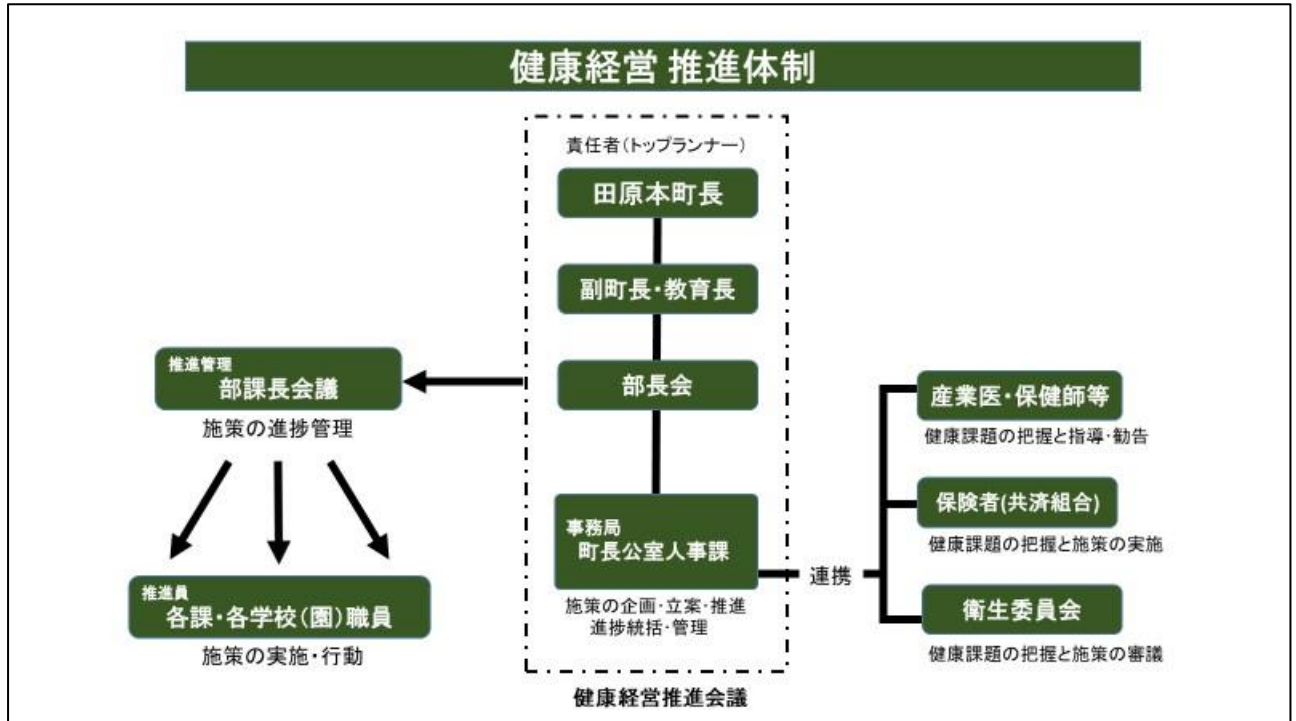 健康経営 推進体制
責任者(トップランナー)
田原本町長
副町長・教育長
部長会
事務局
町長公室人事課
施策の企画・立案・推進
進捗統括・管理
健康経営推進会議
推進管理
部課長会議
施策の進捗管理
推進員
各課・各学校(園)職員
施策の実施・行動
連携
産業医・保健師等
健康課題の把握と指導・勧告
保険者(共済組合)
健康課題の把握と施策の実施
衛生委員会
健康課題の把握と施策の審議